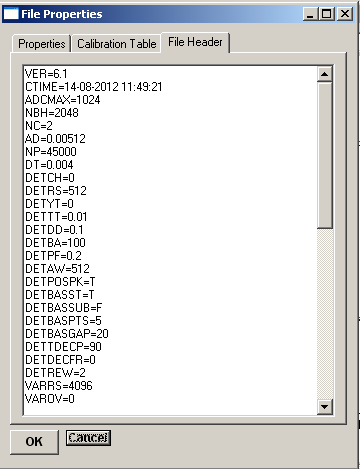 File Properties
Properties
Calibration Table
File Header
VER=6.1
CTIME=14-08-2012 11:49:21
ADCMAX=1024
NBH=2048
NC=2
AD=0.00512
NP=45000
DT=0.004
DETCH=0
DETRS=512
DETYT=0
DETTT=0.01
DETDD=0.1
DETBA=100
DETPF=0.2
DETAW=512
DETPOSPK=T
DETBASST=T
DETBASSUB=F
DETBASPTS=5
DETBASGAP=20
DETTDECP=90
DETDECFR=0
DETREW=2
VARRS=4096
VAROV=0
OK
Cancel